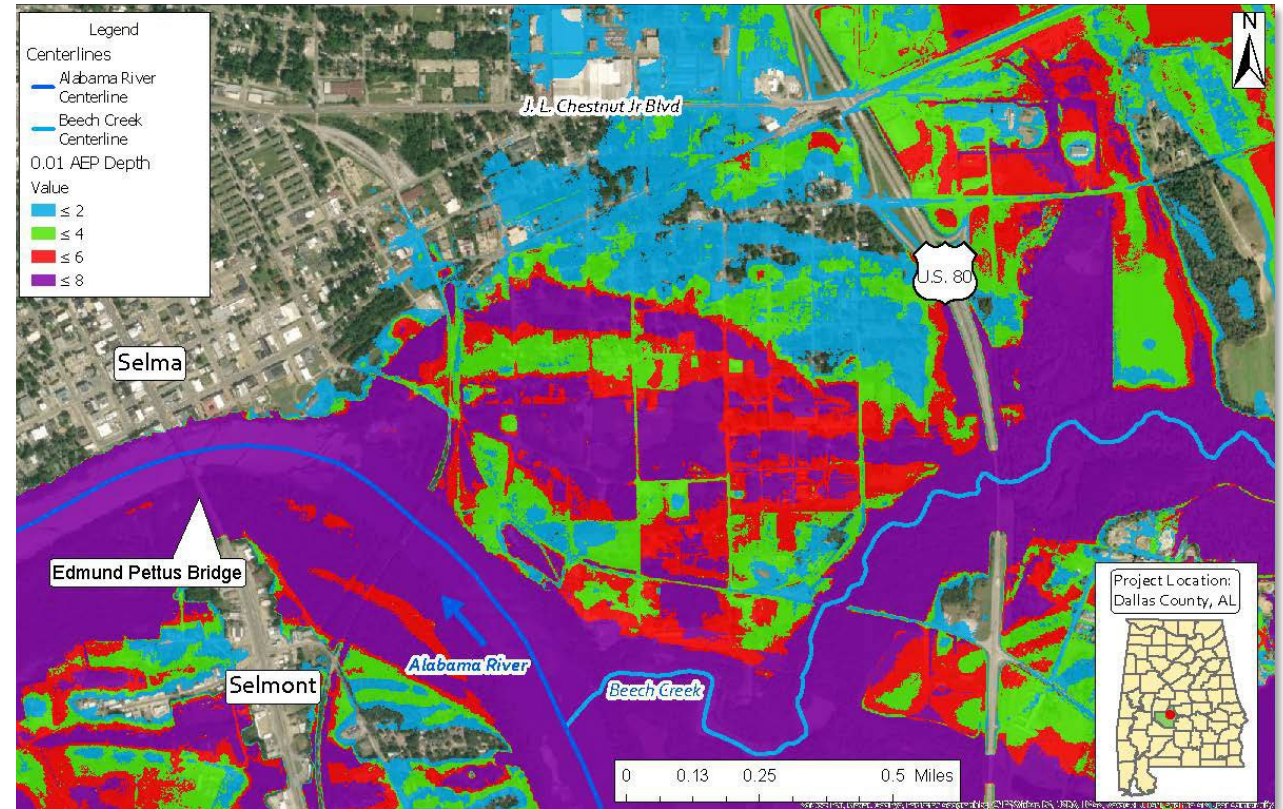 Legend
Centerlines
Alabama River
Centerline
Beech Creek
Centerline
0.01 AEP Depth
Value
≤ 2
≤ 4
≤ 6
≤ 8
J. L. Chestnut Jr Blvd
N
U.S. 80
Selma
Edmund Pettus Bridge
Selmont
Alabama River
Beech Creek
0 0.13 0.25 0.5 Miles
Project Location:
Dallas County, AL